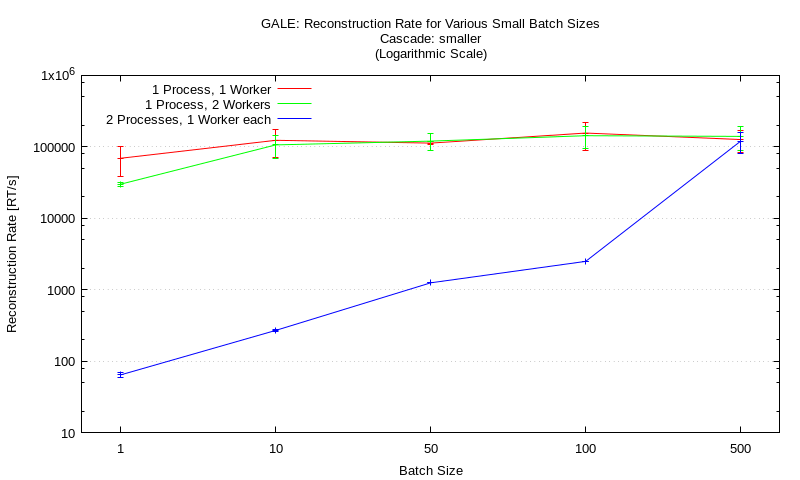 GALE: Reconstruction Rate for Various Small Batch Sizes
Cascade: smaller
(Logarithmic Scale)
1x10^6
100000
10000
1000
100
10
Reconstruction Rate [RT/s]
1 Process, 1 Worker
1 Process, 2 Workers
2 Processes, 1 Worker each
1 10 50 100 500
Batch Size